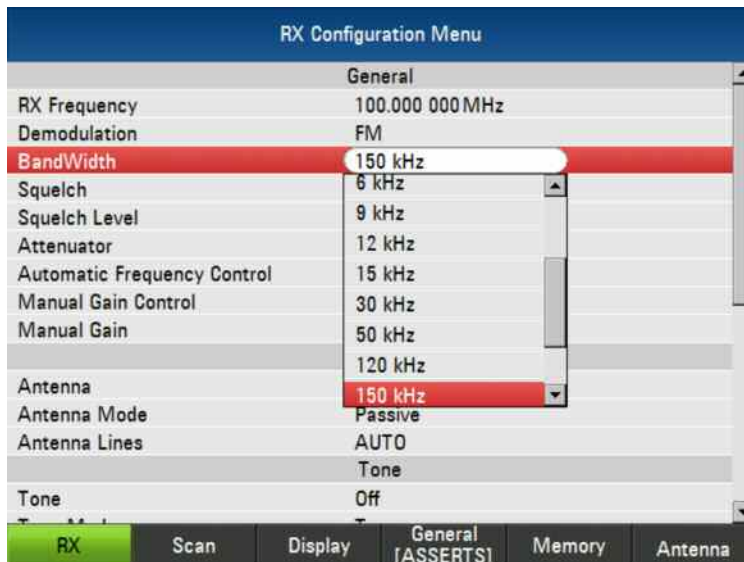 RX Configuration Menu
General
RX Frequency 100.000 000 MHz
Demodulation FM
BandWidth 150 kHz
Squelch 6 kHz
Squelch Level 9 kHz
Attenuator 12 kHz
Automatic Frequency Control 15 kHz
Manual Gain Control 30 kHz
Manual Gain 50 kHz
120 kHz
Antenna 150 kHz
Antenna Mode Passive
Antenna Lines AUTO
Tone
Tone Off
RX Scan Display General [ASSERTS] Memory Antenna